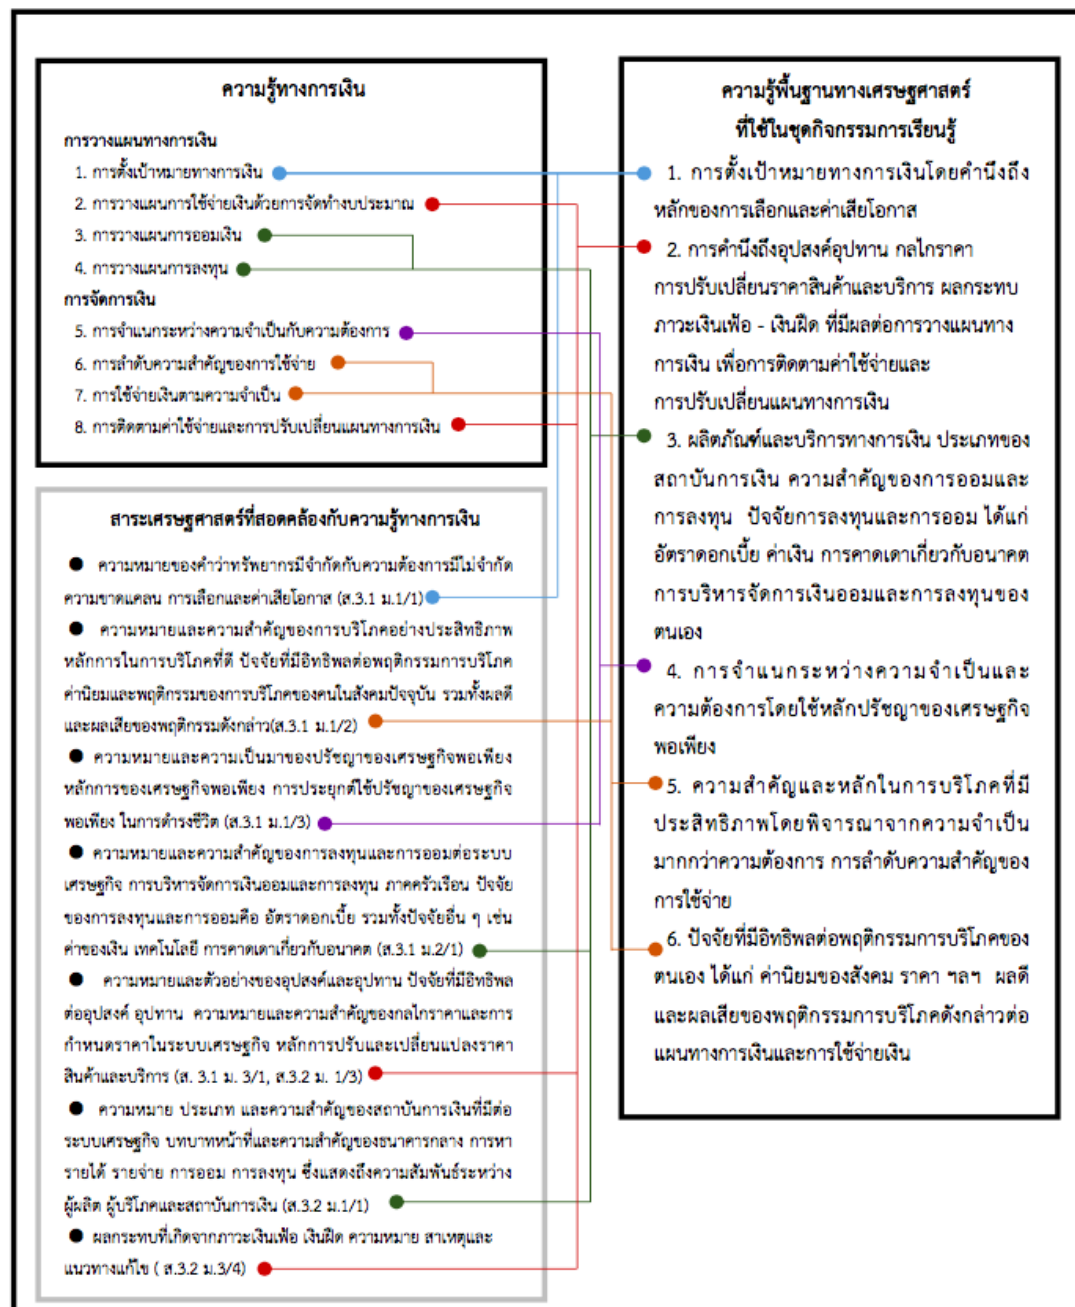 ความรู้ทางการเงิน
การวางแผนทางการเงิน
1. การตั้งเป้าหมายทางการเงิน
2. การวางแผนการใช้จ่ายเงินด้วยการจัดทำงบประมาณ
3. การวางแผนการออมเงิน
4. การวางแผนการลงทุน
การจัดการเงิน
5. การจำแนกระหว่างความจำเป็นกับความต้องการ
6. การลำดับความสำคัญของการใช้จ่าย
7. การใช้จ่ายเงินตามความจำเป็น
8. การติดตามค่าใช้จ่ายและการปรับเปลี่ยนแผนทางการเงิน
สาระเศรษฐศาสตร์ที่สอดคล้องกับความรู้ทางการเงิน
● ความหมายของคำว่าทรัพยากรมีจำกัดกับความต้องการมีไม่จำกัด
ความขาดแคลน การเลือกและค่าเสียโอกาส (ส.3.1 ม.1/1)
● ความหมายและความสำคัญของการบริโภคอย่างประสิทธิภาพ
หลักการในการบริโภคที่ดี ปัจจัยที่มีอิทธิพลต่อพฤติกรรมการบริโภค
ค่านิยมและพฤติกรรมของการบริโภคของคนในสังคมปัจจุบัน รวมทั้งผลดี
และผลเสียของพฤติกรรมดังกล่าว(ส.3.1 ม.1/2)
● ความหมายและความเป็นมาของปรัชญาของเศรษฐกิจพอเพียง
หลักการของเศรษฐกิจพอเพียง การประยุกต์ใช้ปรัชญาของเศรษฐกิจ
พอเพียง ในการดำรงชีวิต (ส.3.1 ม.1/3)
● ความหมายและความสำคัญของการลงทุนและการออมต่อระบบ
เศรษฐกิจ การบริหารจัดการเงินออมและการลงทุน ภาคครัวเรือน ปัจจัย
ของการลงทุนและการออมคือ อัตราดอกเบี้ย รวมทั้งปัจจัยอื่น ๆ เช่น
ค่าของเงิน เทคโนโลยี การคาดเดาเกี่ยวกับอนาคต (ส.3.1 ม.2/1)
● ความหมายและตัวอย่างของอุปสงค์และอุปทาน ปัจจัยที่มีอิทธิพล
ต่ออุปสงค์ อุปทาน ความหมายและความสำคัญของกลไกราคาและการ
กำหนดราคาในระบบเศรษฐกิจ หลักการปรับและเปลี่ยนแปลงราคา
สินค้าและบริการ (ส. 3.1 ม. 3/1, ส.3.2 ม. 1/3)
● ความหมาย ประเภท และความสำคัญของสถาบันการเงินที่มีต่อ
ระบบเศรษฐกิจ บทบาทหน้าที่และความสำคัญของธนาคารกลาง การหา
รายได้ รายจ่าย การออม การลงทุน ซึ่งแสดงถึงความสัมพันธ์ระหว่าง
ผู้ผลิต ผู้บริโภคและสถาบันการเงิน (ส.3.2 ม.1/1)
● ผลกระทบที่เกิดจากภาวะเงินเฟ้อ เงินฝืด ความหมาย สาเหตุและ
แนวทางแก้ไข ( ส.3.2 ม.3/4)
ความรู้พื้นฐานทางเศรษฐศาสตร์
ที่ใช้ในชุดกิจกรรมการเรียนรู้
1. การตั้งเป้าหมายทางการเงินโดยคำนึงถึง
หลักของการเลือกและค่าเสียโอกาส
2. การคำนึงถึงอุปสงค์อุปทาน กลไกราคา
การปรับเปลี่ยนราคาสินค้าและบริการ ผลกระทบ
ภาวะเงินเฟ้อ - เงินฝืด ที่มีผลต่อการวางแผนทาง
การเงิน เพื่อการติดตามค่าใช้จ่ายและ
การปรับเปลี่ยนแผนทางการเงิน
3. ผลิตภัณฑ์และบริการทางการเงิน ประเภทของ
สถาบันการเงิน ความสำคัญของการออมและ
การลงทุน ปัจจัยการลงทุนและการออม ได้แก่
อัตราดอกเบี้ย ค่าเงิน การคาดเดาเกี่ยวกับอนาคต
การบริหารจัดการเงินออมและการลงทุนของ
ตนเอง
4. การจำแนกระหว่างความจำเป็นและ
ความต้องการโดยใช้หลักปรัชญาของเศรษฐกิจ
พอเพียง
5. ความสำคัญและหลักในการบริโภคที่มี
ประสิทธิภาพโดยพิจารณาจากความจำเป็น
มากกว่าความต้องการ การลำดับความสำคัญของ
การใช้จ่าย
6. ปัจจัยที่มีอิทธิพลต่อพฤติกรรมการบริโภคของ
ตนเอง ได้แก่ ค่านิยมของสังคม ราคา ฯลฯ ผลดี
และผลเสียของพฤติกรรมการบริโภคดังกล่าวต่อ
แผนทางการเงินและการใช้จ่ายเงิน